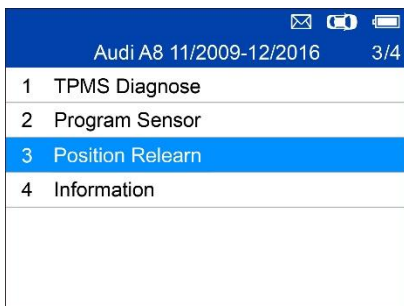 Audi A8 11/2009-12/2016 3/4
1 TPMS Diagnose
2 Program Sensor
3 Position Relearn
4 Information